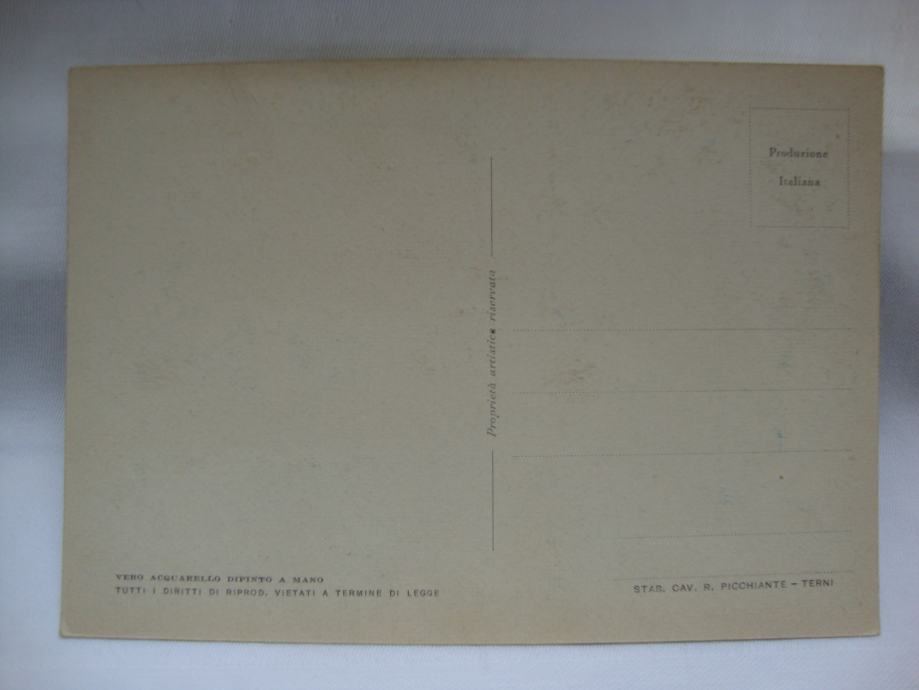 Produzione
Italiana
Proprietà artistica riservata
VERO ACQUARELLO DIPINTO A MANO
TUTTI I DIRITTI DI RIPROD. VIETATI A TERMINE DI LEGGE
STAB. CAV. R. PICCHIANTE - TERNI